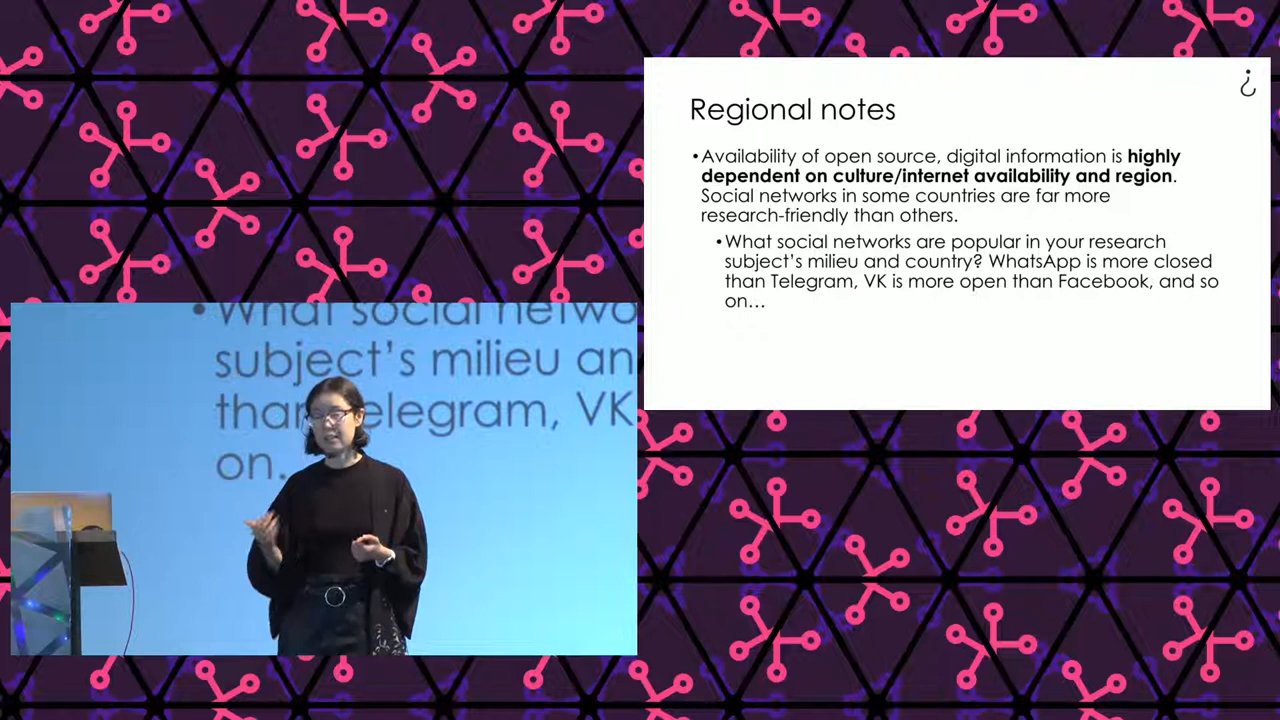 ¿
Regional notes
•Availability of open source, digital information is highly
dependent on culture/internet availability and region.
Social networks in some countries are far more
research-friendly than others.
•What social networks are popular in your research
subject's milieu and country? WhatsApp is more closed
than Telegram, VK is more open than Facebook, and so
on…
• What social netwo
subject's milieu an
than Telegram, VK
on.